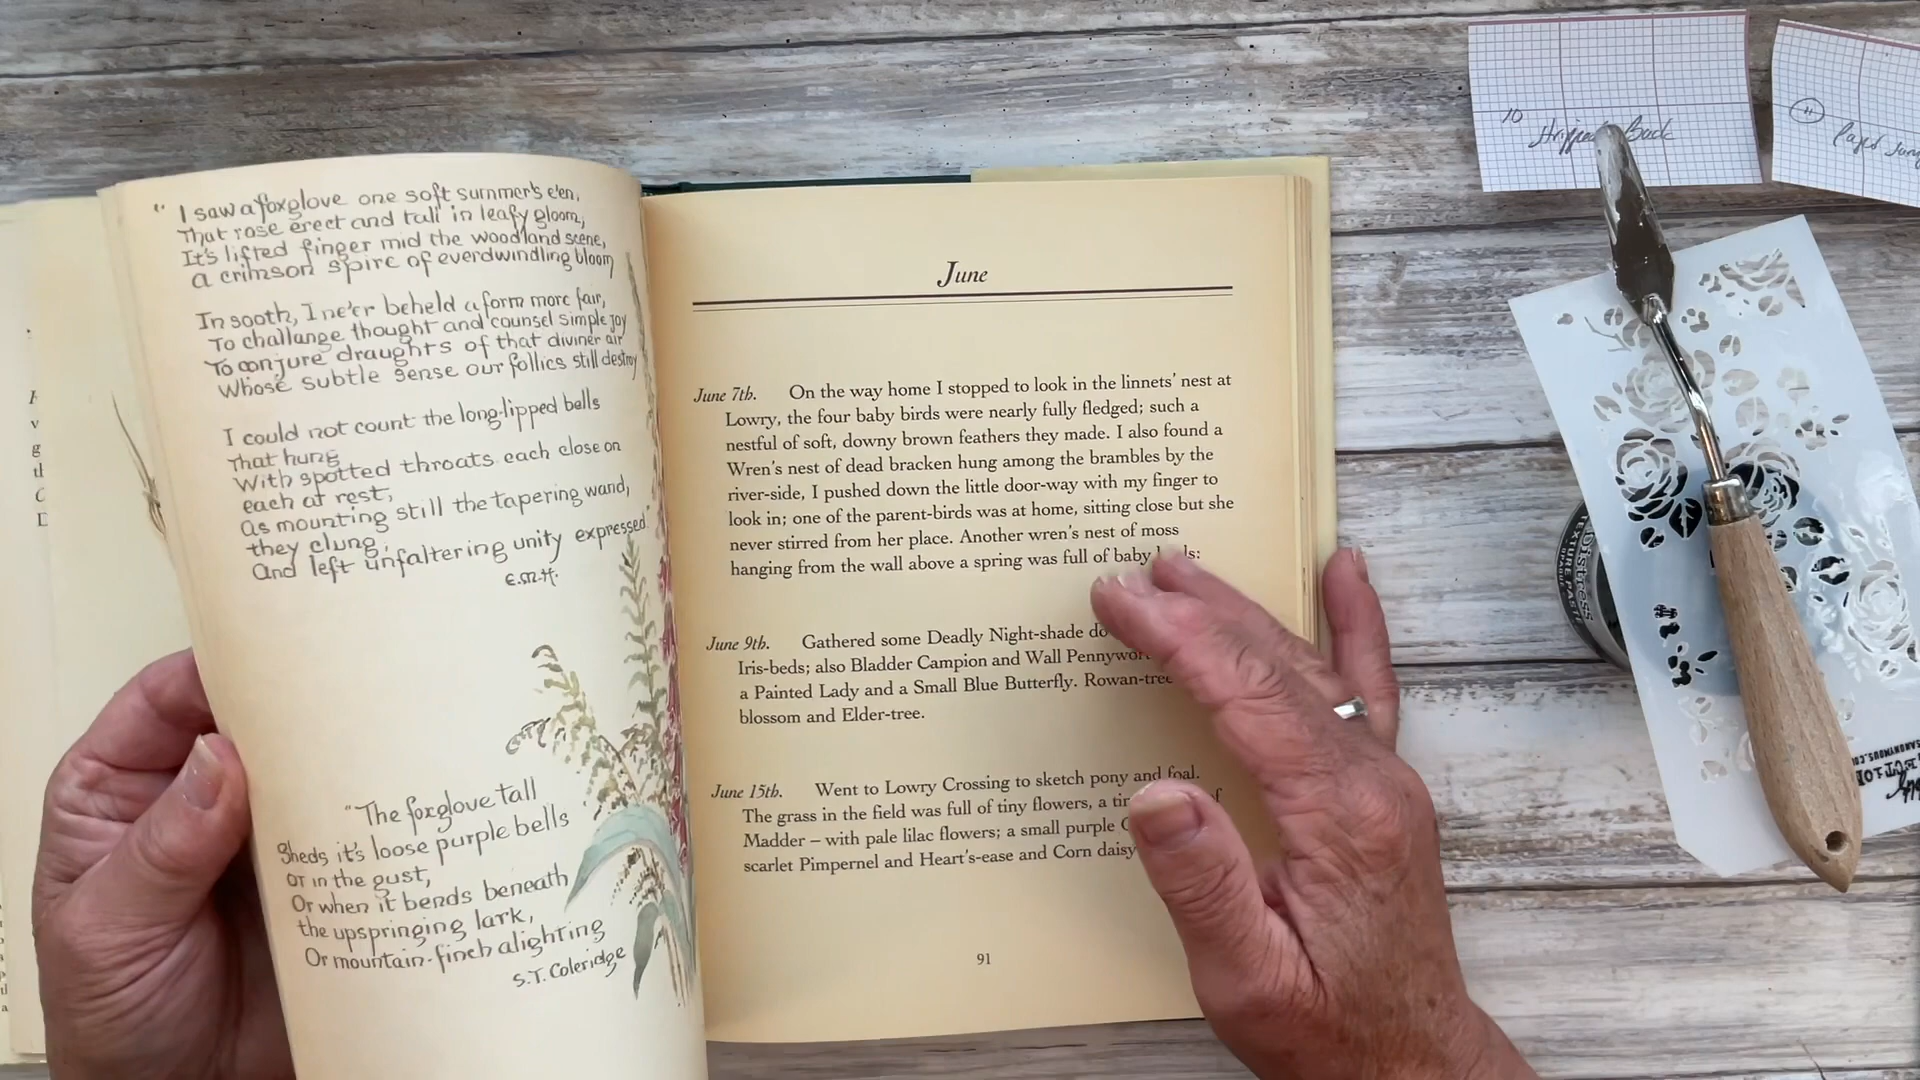 " I saw a foxglove one soft summer's e'en,
That rose erect and tall in leafy gloom,
It's lifted finger mid the woodland scene,
a crimson spire of everdwindling bloom
In sooth, I ne'er beheld a form more fair,
To challange thought and counsel simple joy
To conjure draughts of that diviner air
Whose subtle sense our follies still destroy
I could not count the long-lipped bells
That hung
With spotted throats each close on
each at rest,
As mounting still the tapering wand,
they clung,
And left unfaltering unity expressed."
E.M.H.
"The foxglove tall
Sheds it's loose purple bells
or in the gust,
Or when it bends beneath
the upspringing lark,
Or mountain-finch alighting
S.T. Coleridge
June
June 7th. On the way home I stopped to look in the linnets' nest at
Lowry, the four baby birds were nearly fully fledged; such a
nestful of soft, downy brown feathers they made. I also found a
Wren's nest of dead bracken hung among the brambles by the
river-side, I pushed down the little door-way with my finger to
look in; one of the parent-birds was at home, sitting close but she
never stirred from her place. Another wren's nest of moss
hanging from the wall above a spring was full of baby
June 9th. Gathered some Deadly Night-shade
Iris-beds; also Bladder Campion and Wall
a Painted Lady and a Small Blue Butterfly. Rowan-tree
blossom and Elder-tree.
June 15th. Went to Lowry Crossing to sketch pony and foal.
The grass in the field was full of tiny flowers, a
Madder – with pale lilac flowers; a small purple
scarlet Pimpernel and Heart's-ease and Corn daisy
91
10
Back
11
Distress
TEXTURE PASTE
OPAQUE